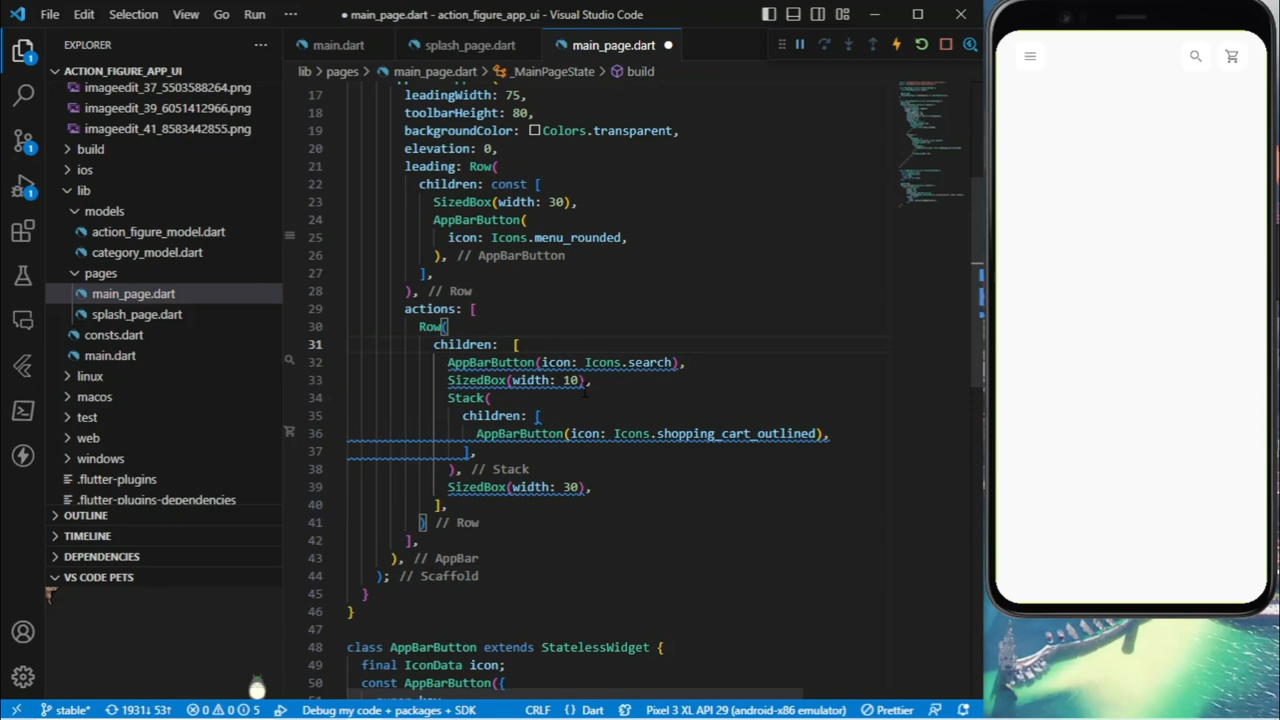 File Edit Selection View Go Run ··· ● main_page.dart - action_figure_app_ui - Visual Studio Code
EXPLORER ···
main.dart splash_page.dart main_page.dart ●
ACTION_FIGURE_APP_UI
lib > pages > main_page.dart > _MainPageState > build
imageedit_37_5503588204.png
imageedit_39_6051412966.png
imageedit_41_8583442855.png
build
ios
lib
models
action_figure_model.dart
category_model.dart
pages
main_page.dart
splash_page.dart
consts.dart
main.dart
linux
macos
test
web
windows
.flutter-plugins
.flutter-plugins-dependencies
OUTLINE
TIMELINE
DEPENDENCIES
VS CODE PETS
17 leadingWidth: 75,
18 toolbarHeight: 80,
19 backgroundColor: Colors.transparent,
20 elevation: 0,
21 leading: Row(
22 children: const [
23 SizedBox(width: 30),
24 AppBarButton(
25 icon: Icons.menu_rounded,
26 ), // AppBarButton
27 ],
28 ), // Row
29 actions: [
30 Row(
31 children: [
32 AppBarButton(icon: Icons.search),
33 SizedBox(width: 10),
34 Stack(
35 children: [
36 AppBarButton(icon: Icons.shopping_cart_outlined),
37 ],
38 ), // Stack
39 SizedBox(width: 30),
40 ],
41 ) // Row
42 ],
43 ), // AppBar
44 ); // Scaffold
45 }
46 }
47
48 class AppBarButton extends StatelessWidget {
49 final IconData icon;
50 const AppBarButton({
1 1 1
stable* 1931↓ 53↑ 0 0 5 Debug my code + packages + SDK CRLF {} Dart Pixel 3 XL API 29 (android-x86 emulator) Prettier